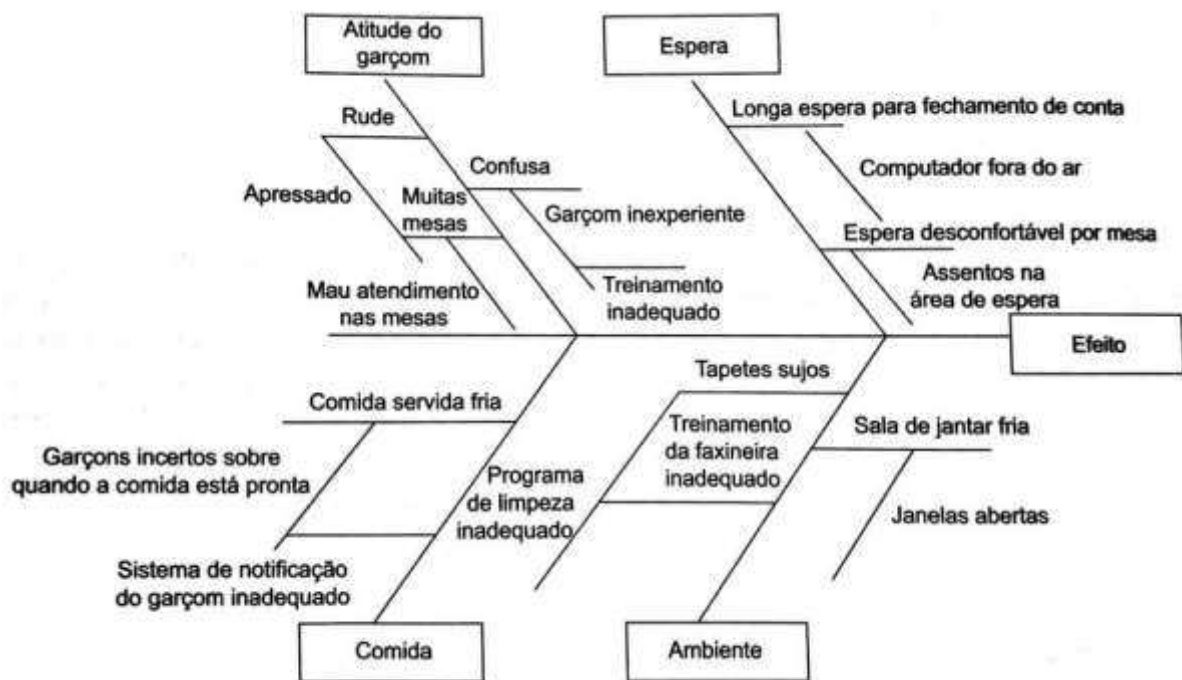 Atitude do
garçom
Espera
Rude
Longa espera para fechamento de conta
Confusa
Computador fora do ar
Apressado
Muitas
mesas
Garçom inexperiente
Espera desconfortável por mesa
Mau atendimento
nas mesas
Treinamento
inadequado
Assentos na
área de espera
Efeito
Tapetes sujos
Comida servida fria
Treinamento
da faxineira
inadequado
Sala de jantar fria
Garçons incertos sobre
quando a comida está pronta
Programa
de limpeza
inadequado
Janelas abertas
Sistema de notificação
do garçom inadequado
Comida
Ambiente